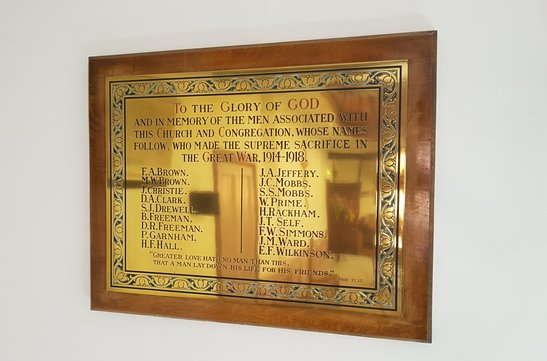 TO THE GLORY OF GOD
AND IN MEMORY OF THE MEN ASSOCIATED WITH
THIS CHURCH AND CONGREGATION, WHOSE NAMES
FOLLOW, WHO MADE THE SUPREME SACRIFICE IN
THE GREAT WAR, 1914-1918.
F.A. BROWN.
M.W. BROWN.
J. CHRISTIE.
D.A. CLARK.
S.J. DREWELL.
B. FREEMAN.
D.R. FREEMAN.
P. GARNHAM.
H.F. HALL.
J.A. JEFFERY.
J.C. MOBBS.
S.S. MOBBS.
W. PRIME.
H. RACKHAM.
J.T. SELF.
F.W. SIMMONS.
J.M. WARD.
E.F. WILKINSON.
"GREATER LOVE HATH NO MAN THAN THIS,
THAT A MAN LAY DOWN HIS LIFE FOR HIS FRIENDS."